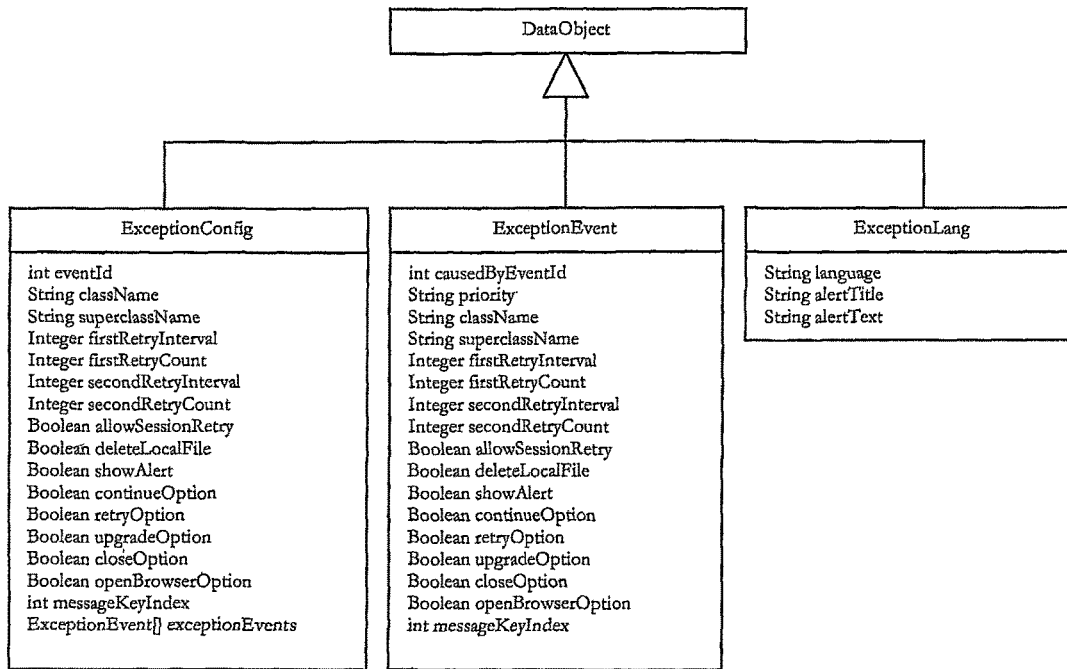 DataObject
ExceptionConfig
int eventId
String className
String superclassName
Integer firstRetryInterval
Integer firstRetryCount
Integer secondRetryInterval
Integer secondRetryCount
Boolean allowSessionRetry
Boolean deleteLocalFile
Boolean showAlert
Boolean continueOption
Boolean retryOption
Boolean upgradeOption
Boolean closeOption
Boolean openBrowserOption
int messageKeyIndex
ExceptionEvent[] exceptionEvents
ExceptionEvent
int causedByEventId
String priority
String className
String superclassName
Integer firstRetryInterval
Integer firstRetryCount
Integer secondRetryInterval
Integer secondRetryCount
Boolean allowSessionRetry
Boolean deleteLocalFile
Boolean showAlert
Boolean continueOption
Boolean retryOption
Boolean upgradeOption
Boolean closeOption
Boolean openBrowserOption
int messageKeyIndex
ExceptionLang
String language
String alertTitle
String alertText